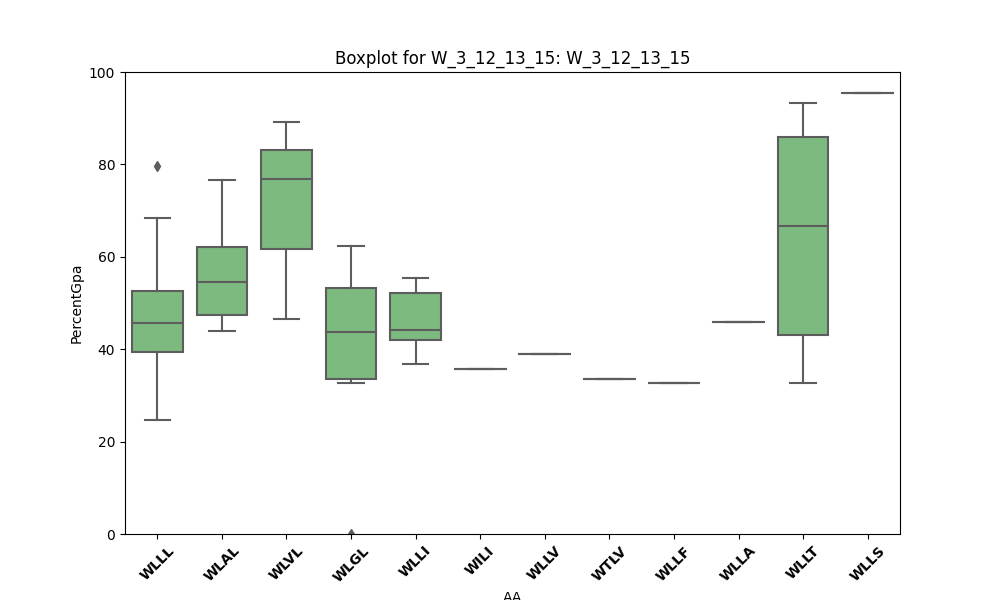 Boxplot for W_3_12_13_15: W_3_12_13_15
100
80
60
40
20
0
PercentGpa
WLLL WLAL WLVL WLGL WLLI WILI WLLV WTLV WLLF WLLA WLLT WLLS
AA